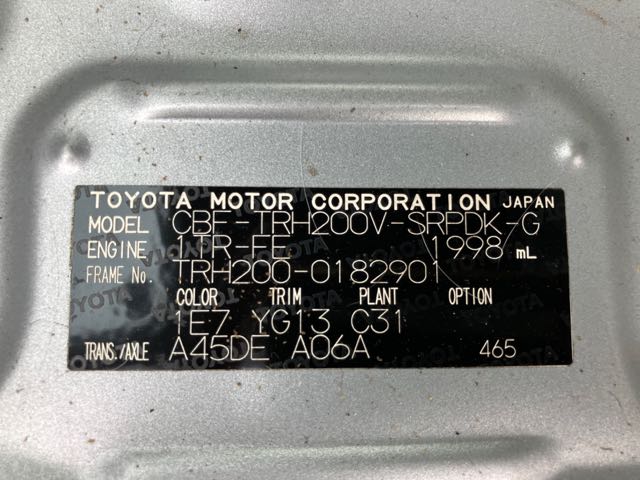 TOYOTA MOTOR CORPORATION JAPAN
MODEL CBF-TRH200V-SRPDK-G
ENGINE 1TR-FE 1998 mL
FRAME No. TRH200-0182901
COLOR TRIM PLANT OPTION
1E7 YG13 C31
TRANS./AXLE A45DE A06A 465